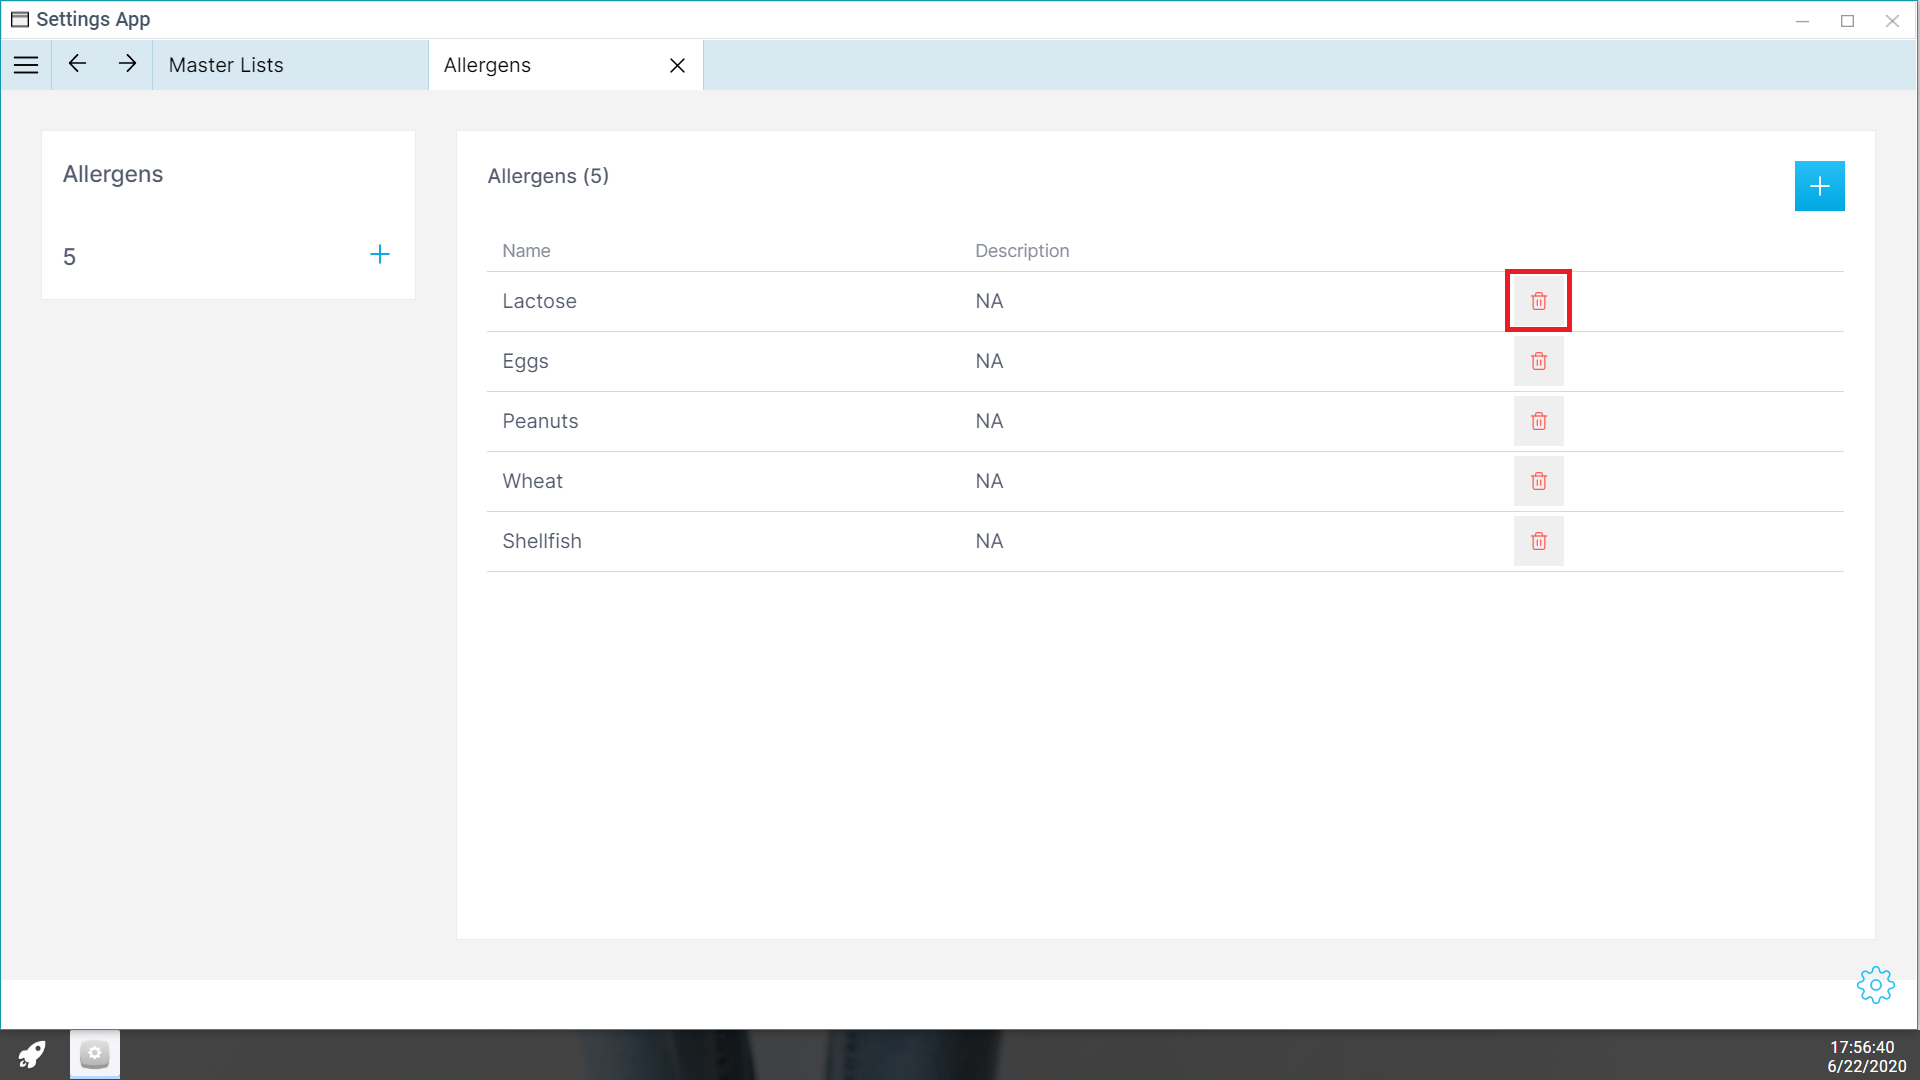 Settings App
Master Lists
Allergens
Allergens
5
Allergens (5)
Name Description
Lactose NA
Eggs NA
Peanuts NA
Wheat NA
Shellfish NA
17:56:40
6/22/2020